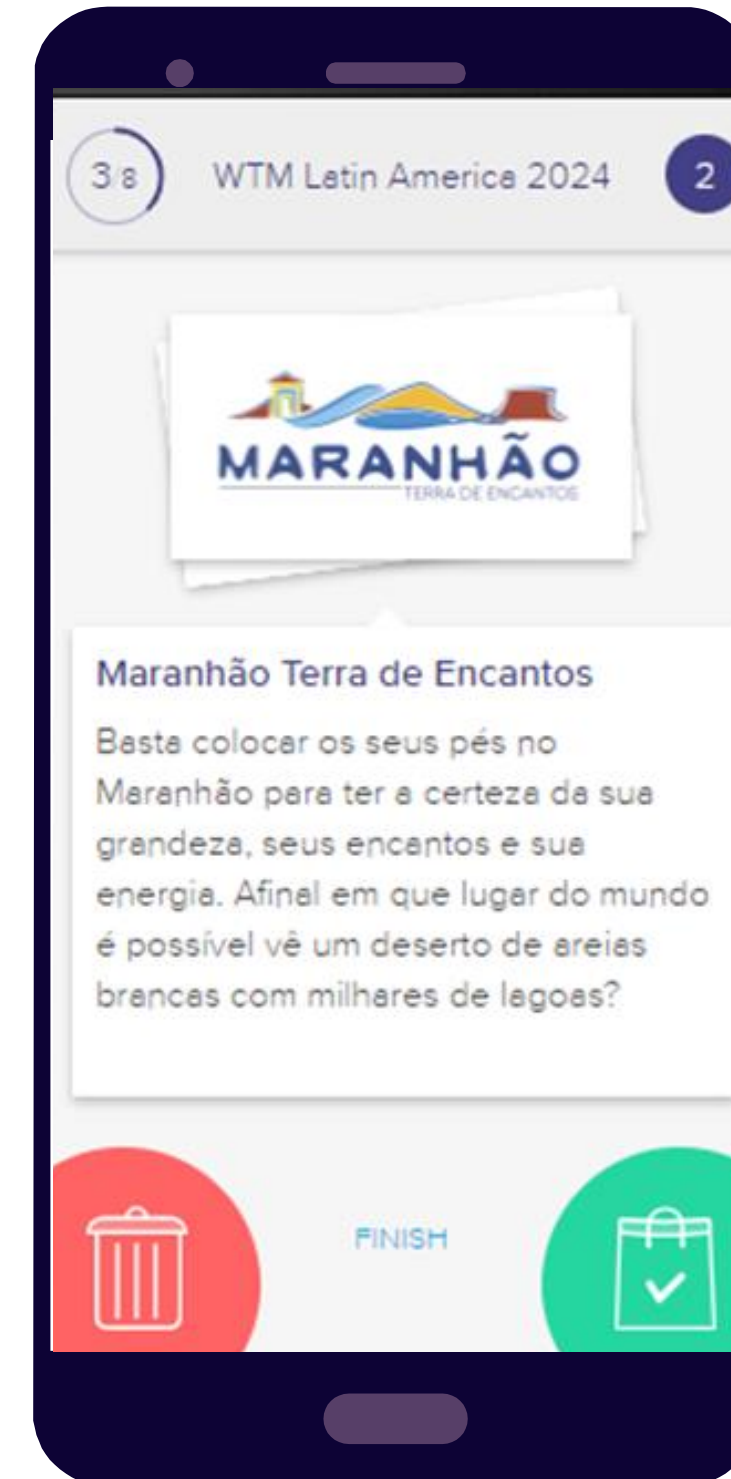 3/8
WTM Latin America 2024
2
MARANHÃO
TERRA DE ENCANTOS
Maranhão Terra de Encantos
Basta colocar os seus pés no
Maranhão para ter a certeza da sua
grandeza, seus encantos e sua
energia. Afinal em que lugar do mundo
é possível vê um deserto de areias
brancas com milhares de lagoas?
FINISH